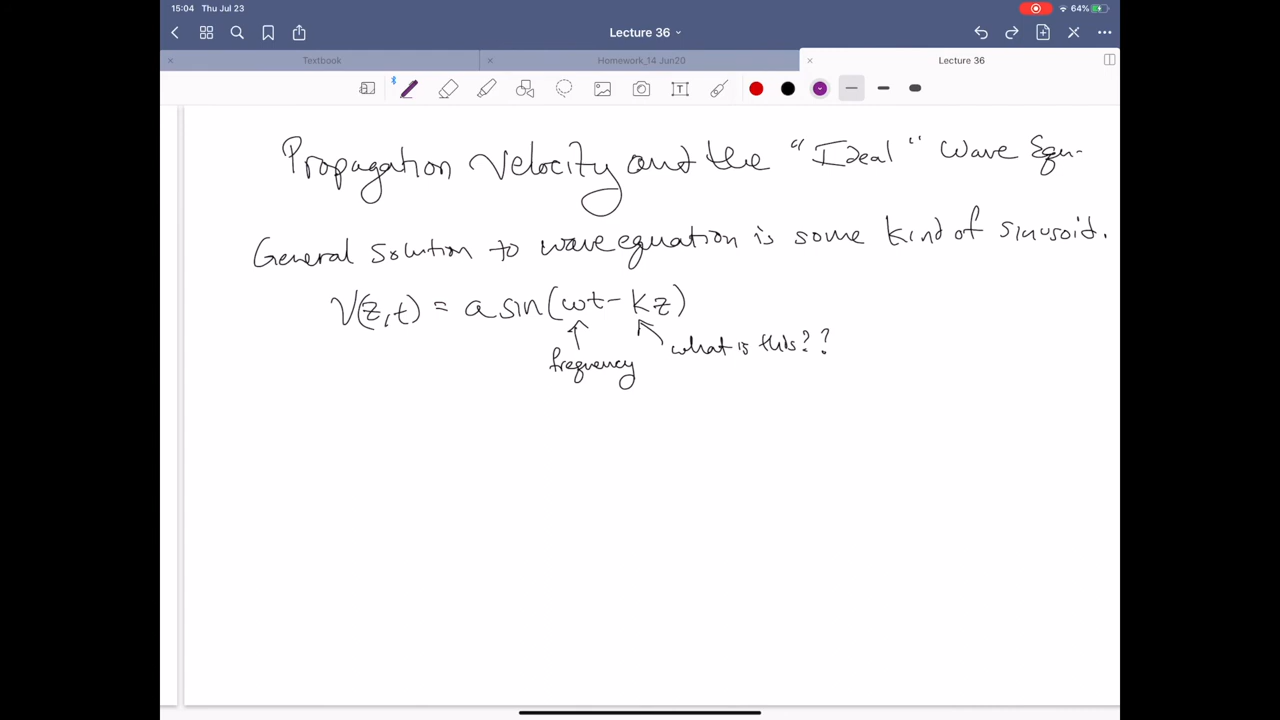 15:04 Thu Jul 23
64%
Lecture 36
Textbook
Homework_14 Jun20
Lecture 36
T
Propagation Velocity and the "Ideal" Wave Equ-
General solution to wave equation is some kind of sinusoid.
V(z,t) = a sin(ωt - kz)
frequency
what is this??